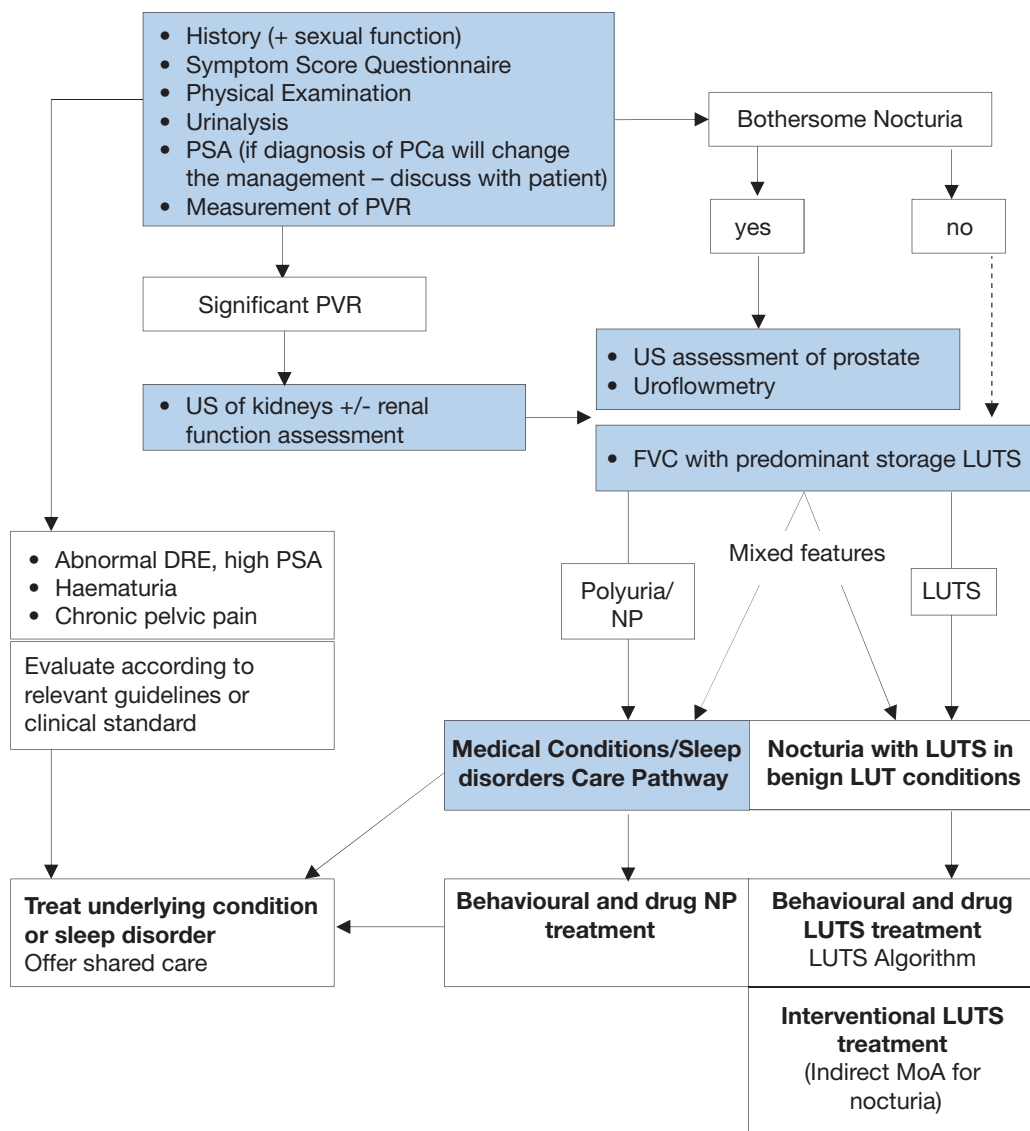 • History (+ sexual function)
• Symptom Score Questionnaire
• Physical Examination
• Urinalysis
• PSA (if diagnosis of PCa will change
the management – discuss with patient)
• Measurement of PVR
Bothersome Nocturia
yes
no
Significant PVR
• US assessment of prostate
• Uroflowmetry
• US of kidneys +/- renal
function assessment
• FVC with predominant storage LUTS
• Abnormal DRE, high PSA
• Haematuria
• Chronic pelvic pain
Evaluate according to
relevant guidelines or
clinical standard
Mixed features
Polyuria/
NP
LUTS
Medical Conditions/Sleep
disorders Care Pathway
Nocturia with LUTS in
benign LUT conditions
Treat underlying condition
or sleep disorder
Offer shared care
Behavioural and drug NP
treatment
Behavioural and drug
LUTS treatment
LUTS Algorithm
Interventional LUTS
treatment
(Indirect MoA for
nocturia)